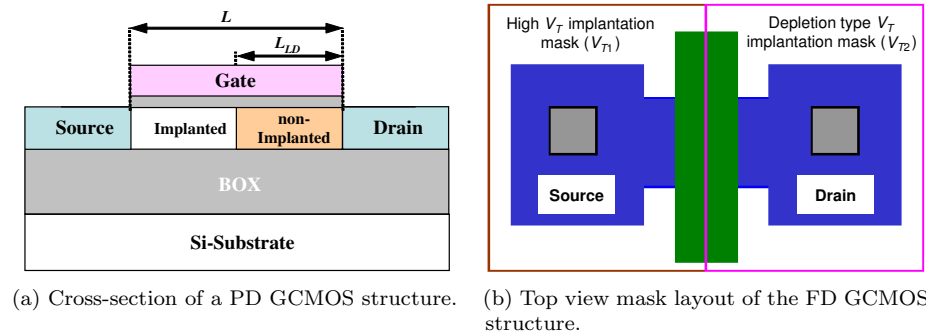 L
L_LD
Gate
Source
Implanted
non-
Implanted
Drain
BOX
Si-Substrate
(a) Cross-section of a PD GCMOS structure.
High V_T implantation
mask (V_T1)
Depletion type V_T
implantation mask (V_T2)
Source
Drain
(b) Top view mask layout of the FD GCMOS
structure.